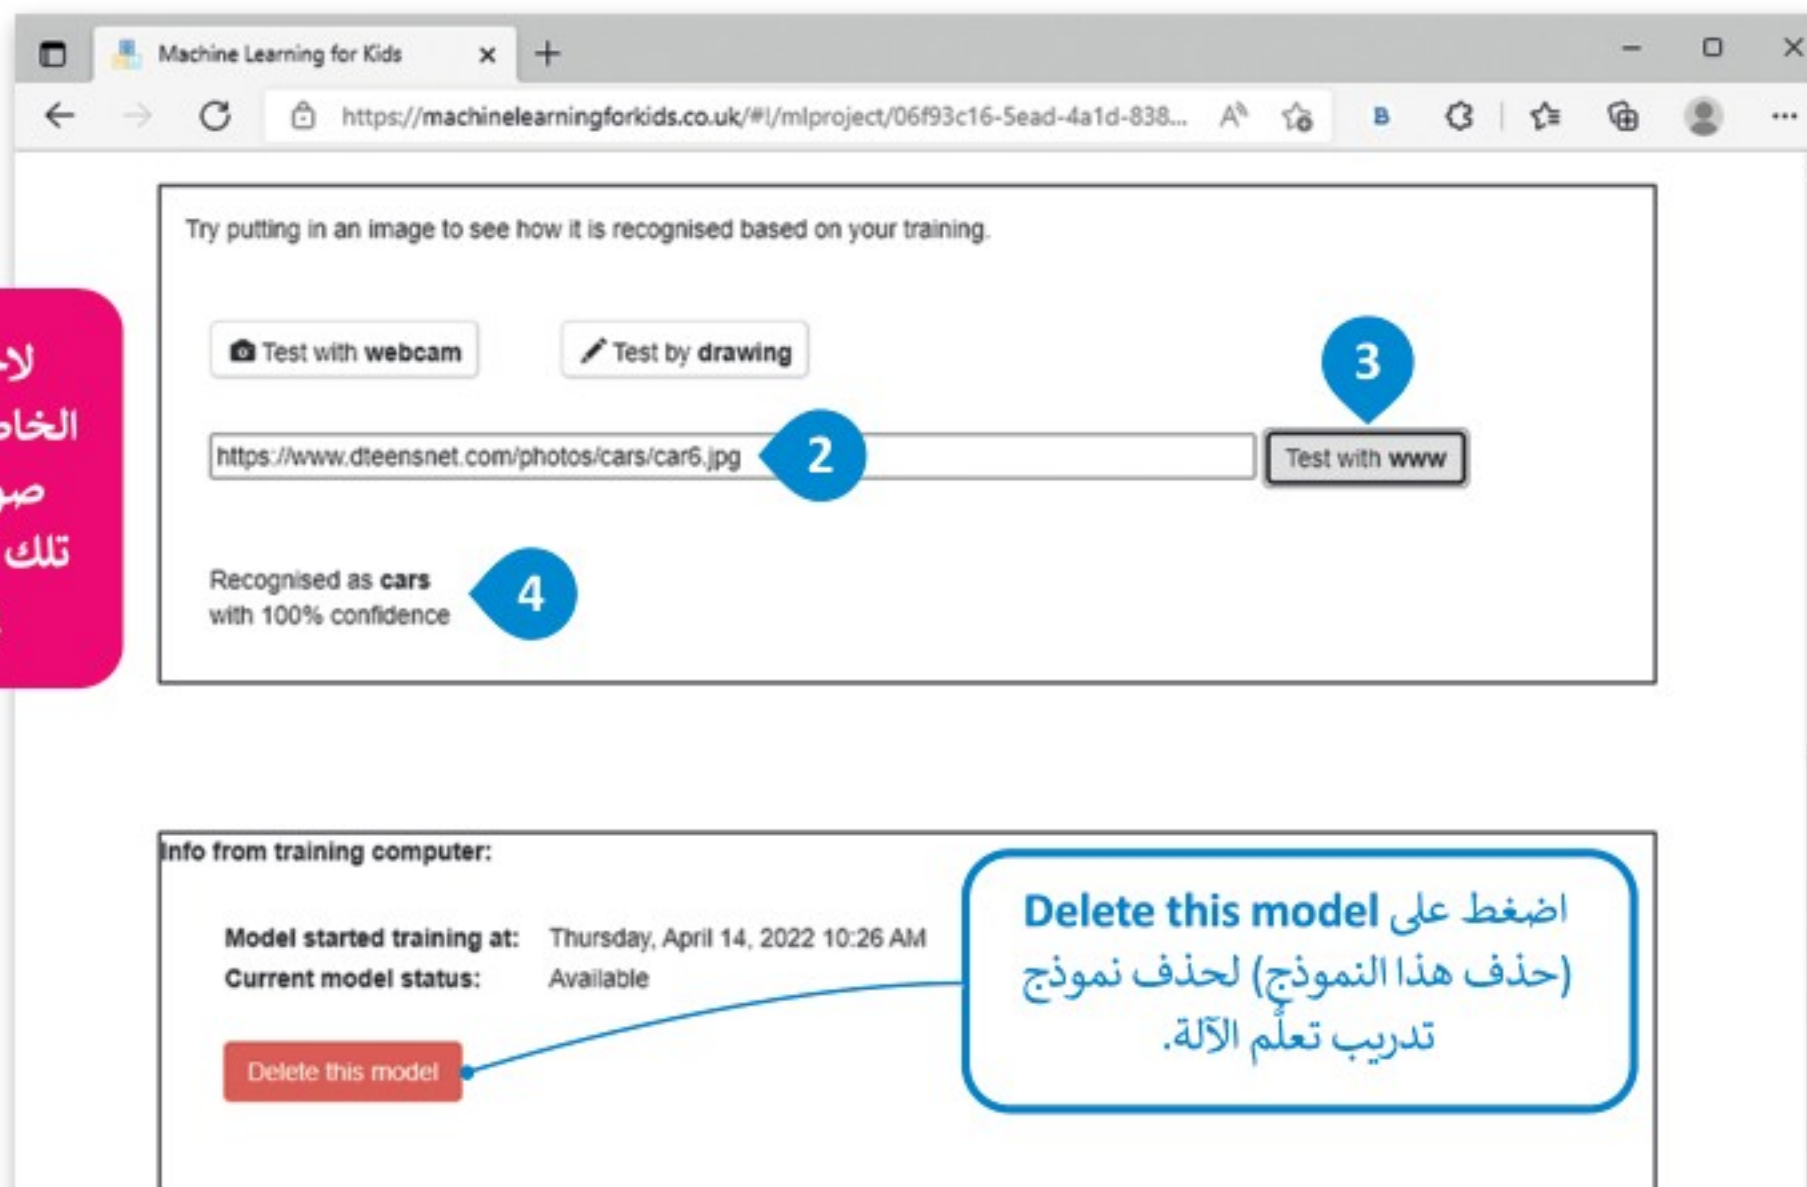 Machine Learning for Kids
https://machinelearningforkids.co.uk/#!/mlproject/06f93c16-5ead-4a1d-838...
Try putting in an image to see how it is recognised based on your training.
Test with webcam
Test by drawing
3
https://www.dteensnet.com/photos/cars/car6.jpg
2
Test with www
Recognised as cars
with 100% confidence
4
تلك
Info from training computer:
Model started training at: Thursday, April 14, 2022 10:26 AM
Current model status: Available
Delete this model
اضغط على Delete this model
(حذف هذا النموذج) لحذف نموذج
تدريب تعلُّم الآلة.